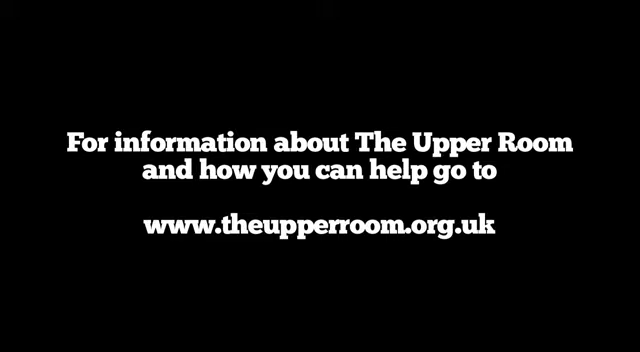 For information about The Upper Room
and how you can help go to
www.theupperroom.org.uk